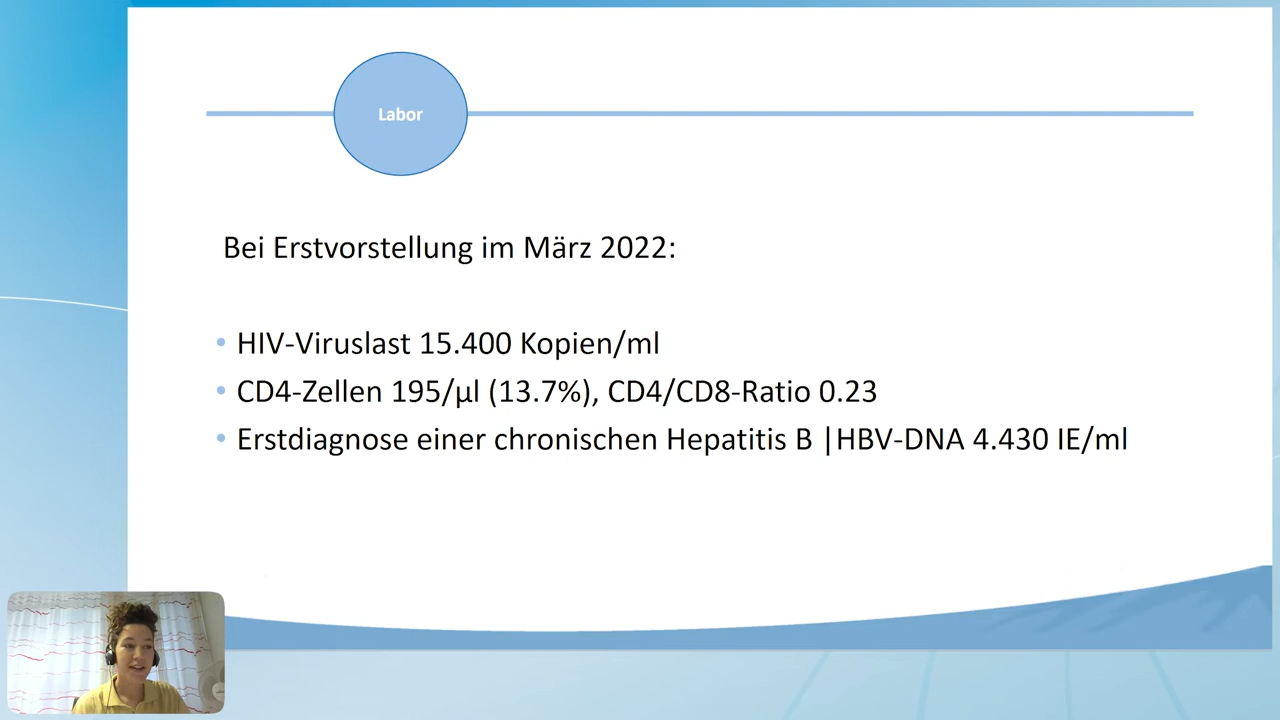 Labor
Bei Erstvorstellung im März 2022:
• HIV-Viruslast 15.400 Kopien/ml
• CD4-Zellen 195/µl (13.7%), CD4/CD8-Ratio 0.23
• Erstdiagnose einer chronischen Hepatitis B |HBV-DNA 4.430 IE/ml